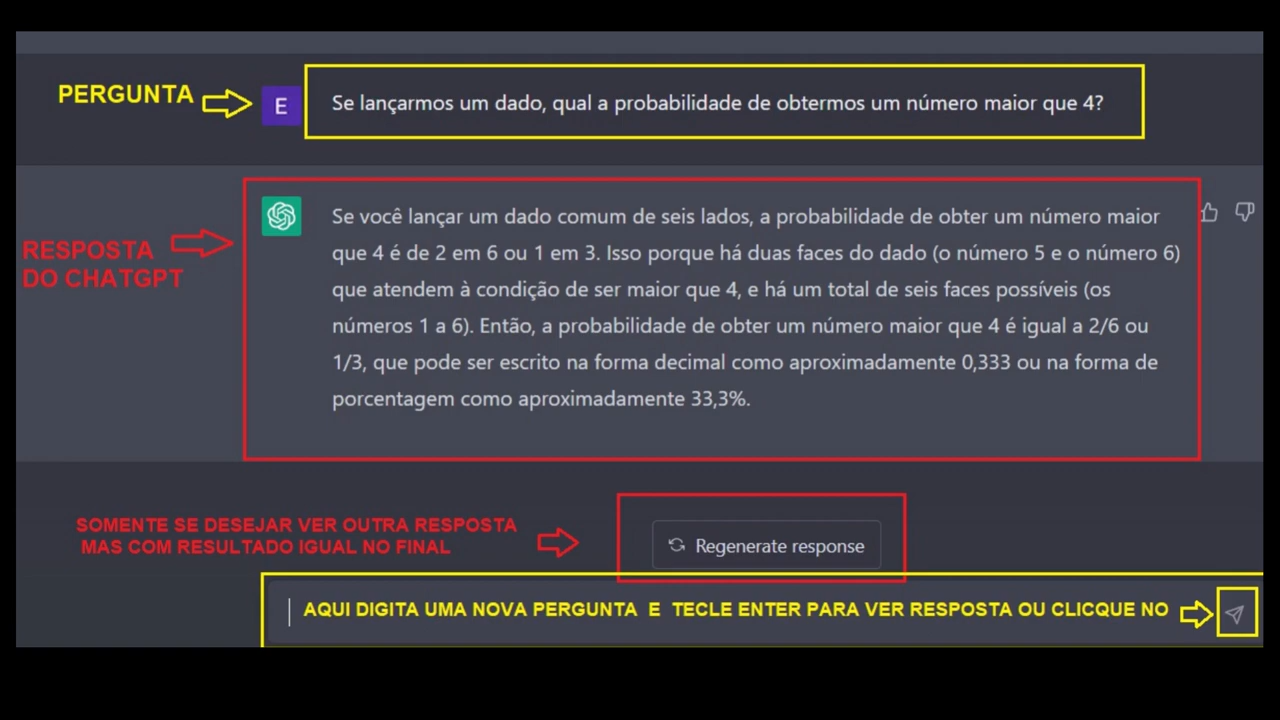 PERGUNTA
E
Se lançarmos um dado, qual a probabilidade de obtermos um número maior que 4?
RESPOSTA
DO CHATGPT
Se você lançar um dado comum de seis lados, a probabilidade de obter um número maior
que 4 é de 2 em 6 ou 1 em 3. Isso porque há duas faces do dado (o número 5 e o número 6)
que atendem à condição de ser maior que 4, e há um total de seis faces possíveis (os
números 1 a 6). Então, a probabilidade de obter um número maior que 4 é igual a 2/6 ou
1/3, que pode ser escrito na forma decimal como aproximadamente 0,333 ou na forma de
porcentagem como aproximadamente 33,3%.
SOMENTE SE DESEJAR VER OUTRA RESPOSTA
MAS COM RESULTADO IGUAL NO FINAL
Regenerate response
AQUI DIGITA UMA NOVA PERGUNTA E TECLE ENTER PARA VER RESPOSTA OU CLICQUE NO